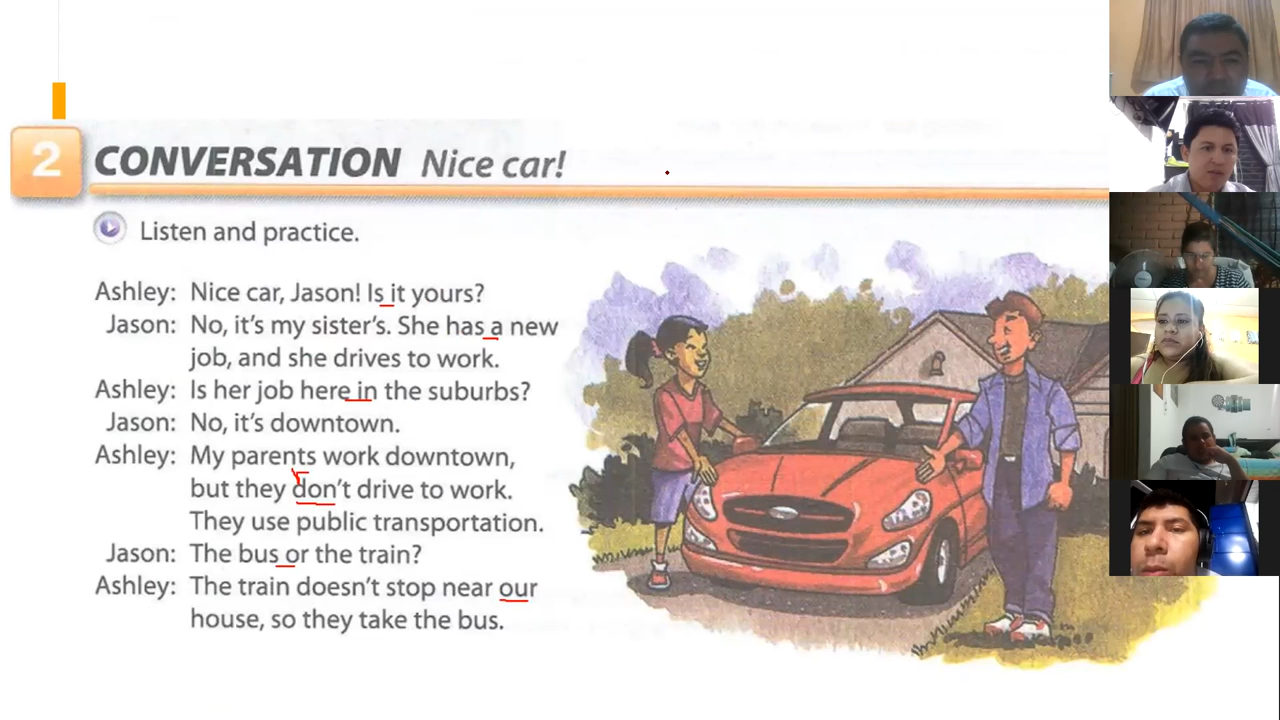 2 CONVERSATION Nice car!
Listen and practice.
Ashley: Nice car, Jason! Is it yours?
Jason: No, it's my sister's. She has a new
job, and she drives to work.
Ashley: Is her job here in the suburbs?
Jason: No, it's downtown.
Ashley: My parents work downtown,
but they don't drive to work.
They use public transportation.
Jason: The bus or the train?
Ashley: The train doesn't stop near our
house, so they take the bus.